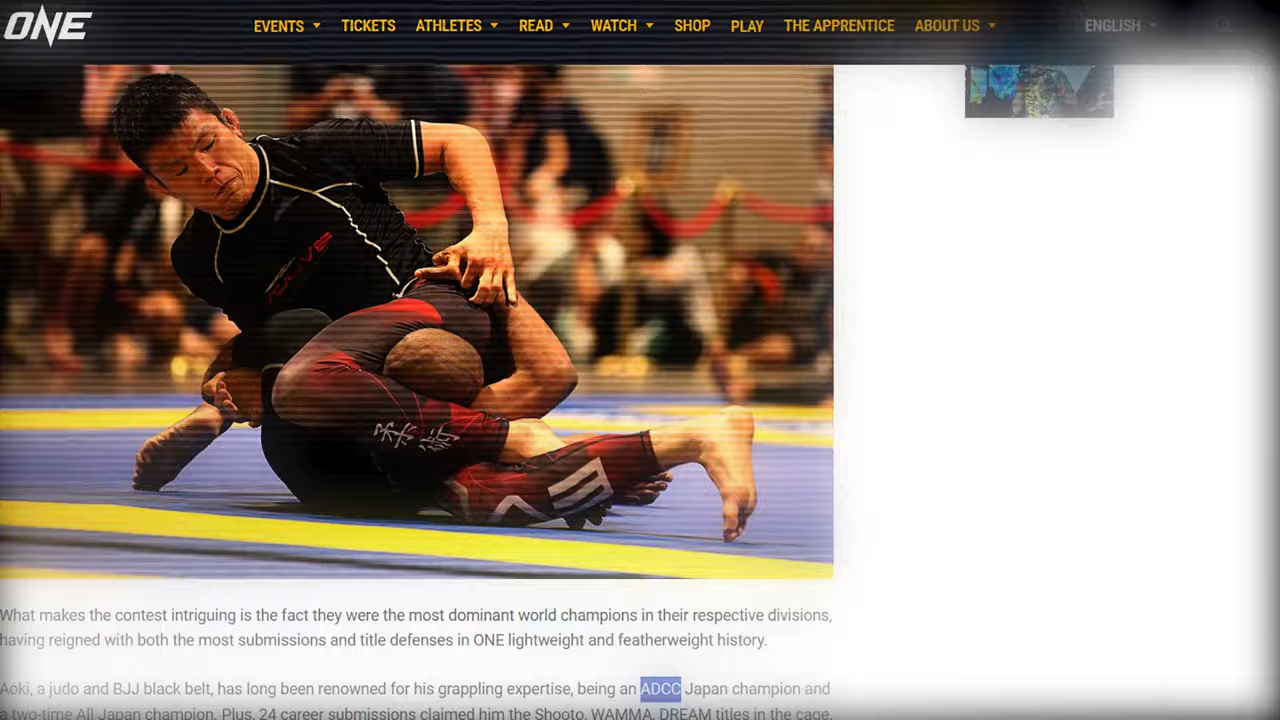 ONE
EVENTS TICKETS ATHLETES READ WATCH SHOP PLAY THE APPRENTICE ABOUT US ENGLISH
What makes the contest intriguing is the fact they were the most dominant world champions in their respective divisions,
having reigned with both the most submissions and title defenses in ONE lightweight and featherweight history.
Aoki, a judo and BJJ black belt, has long been renowned for his grappling expertise, being an ADCC Japan champion and
a two-time All Japan champion. Plus, 24 career submissions claimed him the Shooto, WAMMA, DREAM titles in the cage,